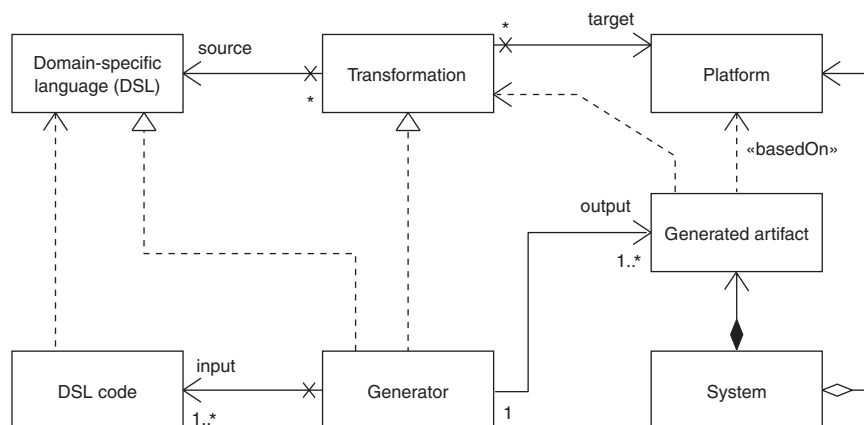 *
target
source
Domain-specific
language (DSL)
Transformation
Platform
*
«basedOn»
output
Generated artifact
1..*
input
DSL code
Generator
System
1..*
1